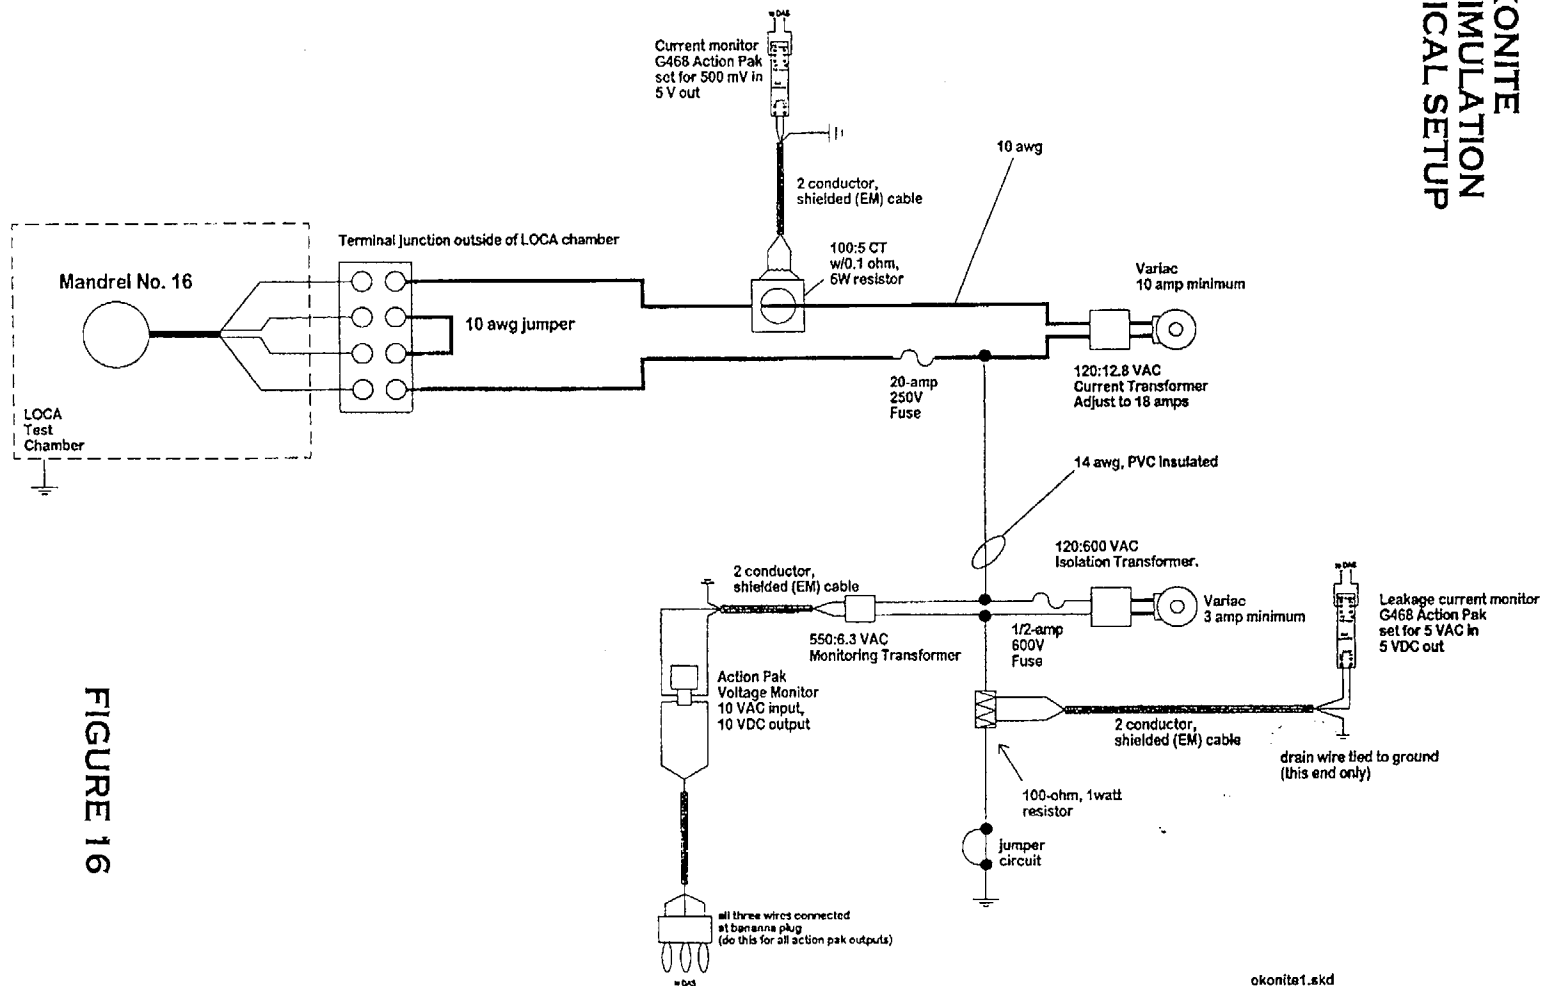 ONITE
IMULATION
ICAL SETUP
to DAS
Current monitor
G468 Action Pak
set for 500 mV in
5 V out
10 awg
2 conductor,
shielded (EM) cable
Terminal junction outside of LOCA chamber
100:5 CT
w/0.1 ohm,
5W resistor
Variac
10 amp minimum
Mandrel No. 16
10 awg jumper
20-amp
250V
Fuse
120:12.8 VAC
Current Transformer
Adjust to 18 amps
LOCA
Test
Chamber
14 awg, PVC Insulated
120:600 VAC
Isolation Transformer.
2 conductor,
shielded (EM) cable
to DAS
Variac
3 amp minimum
Leakage current monitor
G468 Action Pak
set for 5 VAC in
5 VDC out
550:6.3 VAC
Monitoring Transformer
1/2-amp
600V
Fuse
Action Pak
Voltage Monitor
10 VAC input,
10 VDC output
2 conductor,
shielded (EM) cable
drain wire tied to ground
(this end only)
100-ohm, 1watt
resistor
jumper
circuit
all three wires connected
at bananna plug
(do this for all action pak outputs)
to DAS
FIGURE 16
okonite1.skd